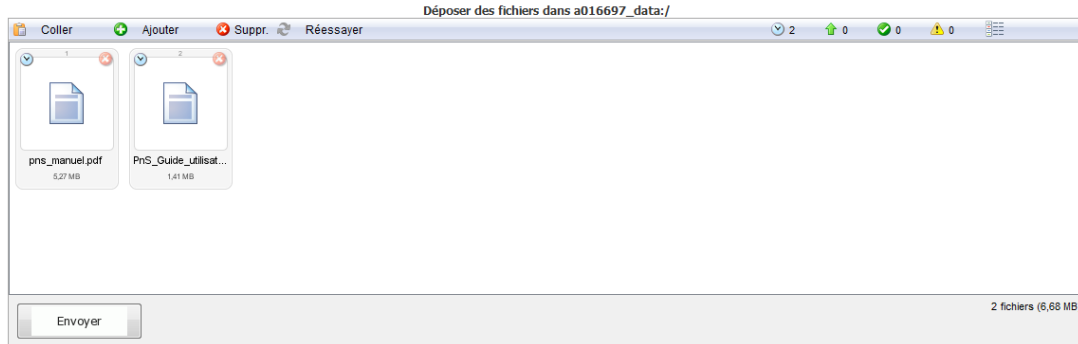 Déposer des fichiers dans a016697_data:/
Coller Ajouter Suppr. Réessayer 2 0 0 0
1 2
pns_manuel.pdf PnS_Guide_utilisat...
5,27 MB 1,41 MB
2 fichiers (6,68 MB
Envoyer